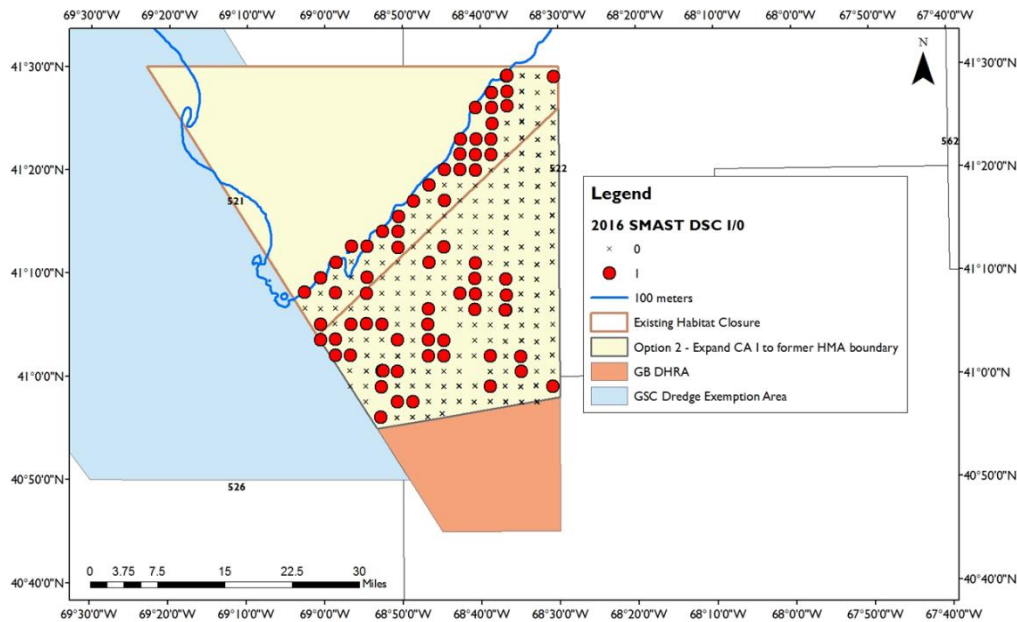 69°30'0"W 69°20'0"W 69°10'0"W 69°0'0"W 68°50'0"W 68°40'0"W 68°30'0"W 68°20'0"W 68°10'0"W 68°0'0"W 67°50'0"W 67°40'0"W
N
41°30'0"N 41°30'0"N
562
41°20'0"N 522 41°20'0"N
521
Legend
2016 SMAST DSC 1/0
0
41°10'0"N 1 41°10'0"N
100 meters
Existing Habitat Closure
Option 2 - Expand CA I to former HMA boundary
41°0'0"N GB DHRA 41°0'0"N
GSC Dredge Exemption Area
40°50'0"N 40°50'0"N
526
0 3.75 7.5 15 22.5 30
40°40'0"N Miles 40°40'0"N
69°30'0"W 69°20'0"W 69°10'0"W 69°0'0"W 68°50'0"W 68°40'0"W 68°30'0"W 68°20'0"W 68°10'0"W 68°0'0"W 67°50'0"W 67°40'0"W